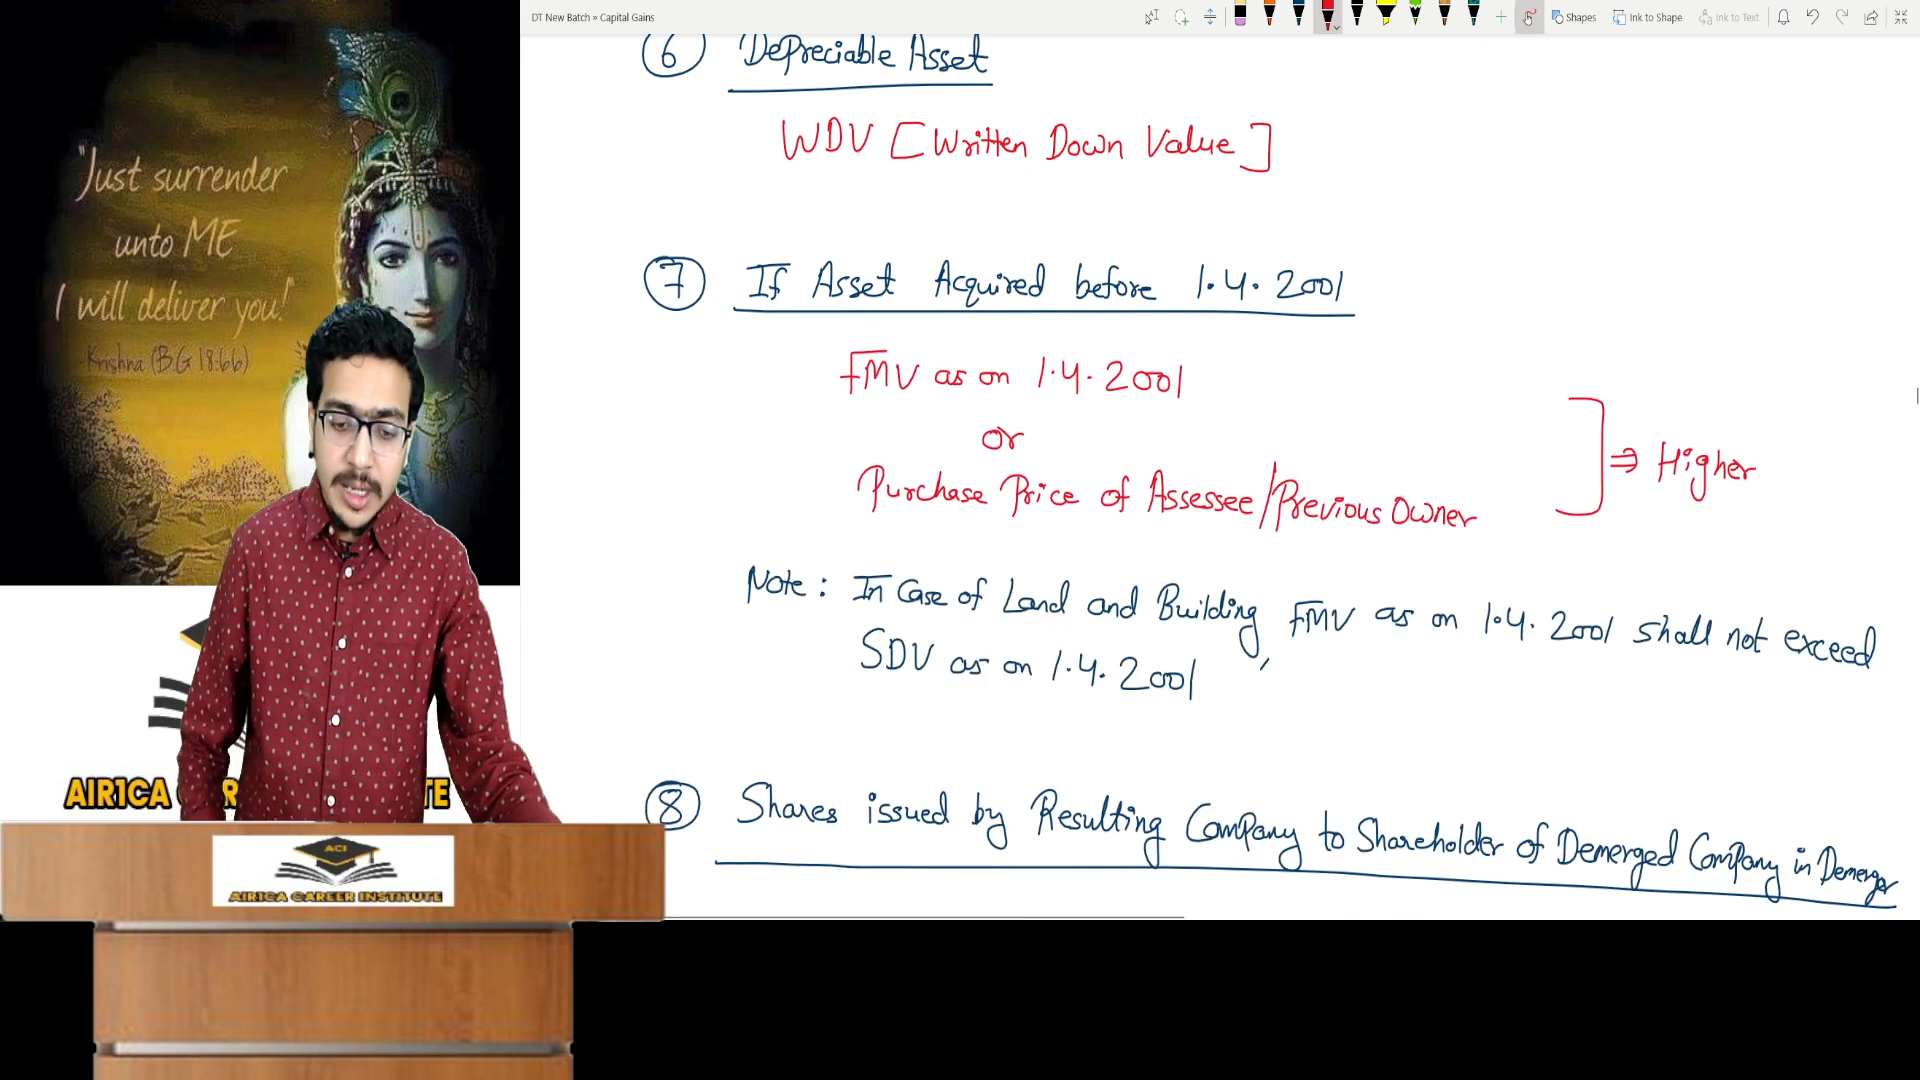 DT New Batch » Capital Gains
Shapes
Ink to Shape
Ink to Text
"Just surrender
unto ME
I will deliver you!"
Krishna (B.G 18:66)
AIR1CA
R
TE
ACI
AIR1CA CAREER INSTITUTE
6 Depreciable Asset
WDV [Written Down Value]
7 If Asset Acquired before 1.4.2001
FMV as on 1.4.2001
or
Purchase Price of Assessee/Previous Owner
⇒ Higher
Note: In Case of Land and Building, FMV as on 1.4.2001 shall not exceed
SDV as on 1.4.2001
8 Shares issued by Resulting Company to Shareholder of Demerged Company in Demerger